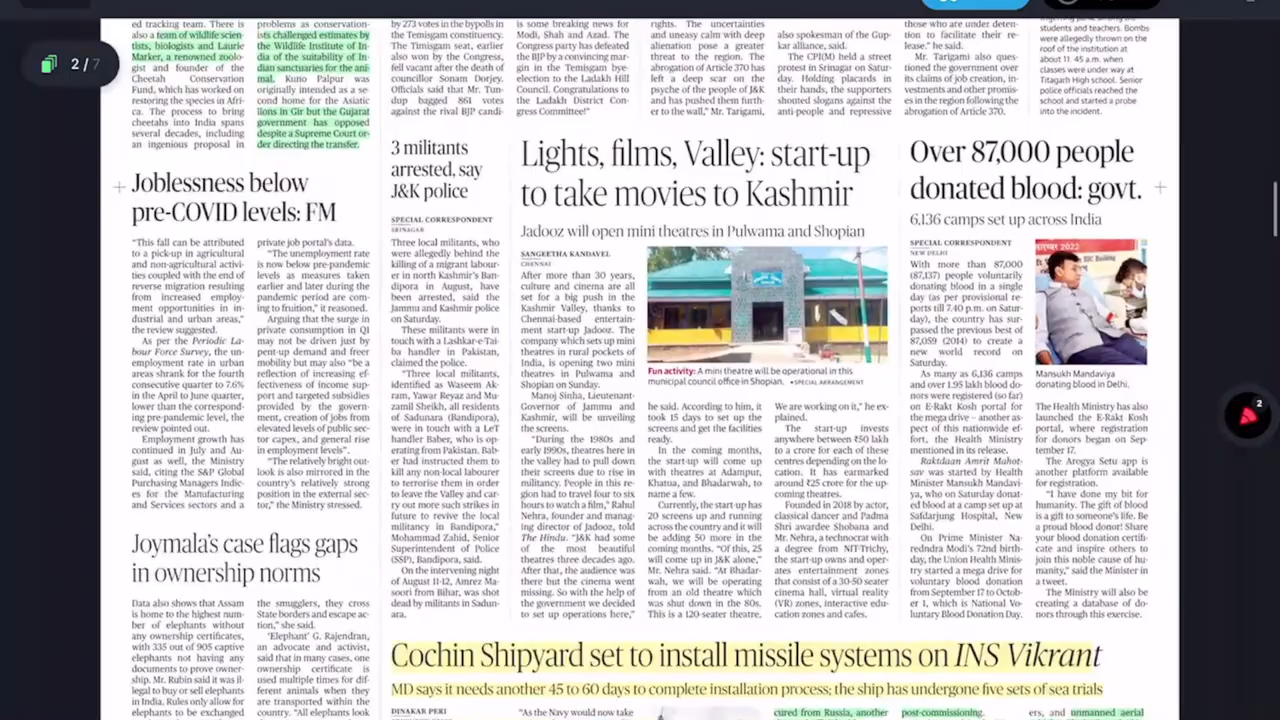 2 / 7
ed tracking team. There is
also a team of wildlife scien-
tists, biologists and Laurie
Marker, a renowned zoolo-
gist and founder of the
Cheetah Conservation
Fund, which has worked on
restoring the species in Afri-
ca. The process to bring
cheetahs into India spans
several decades, including
an ingenious proposal in
problems as conservation-
ists challenged estimates by
the Wildlife Institute of In-
dia of the suitability of In-
dian sanctuaries for the ani-
mal. Kuno Palpur was
originally intended as a se-
cond home for the Asiatic
lions in Gir but the Gujarat
government has opposed
despite a Supreme Court or-
der directing the transfer.
Joblessness below
pre-COVID levels: FM
“This fall can be attributed
to a pick-up in agricultural
and non-agricultural activi-
ties coupled with the end of
reverse migration resulting
from increased employ-
ment opportunities in in-
dustrial and urban areas,”
the review suggested.
As per the Periodic La-
bour Force Survey, the un-
employment rate in urban
areas shrank for the fourth
consecutive quarter to 7.6%
in the April to June quarter,
lower than the correspond-
ing pre-pandemic level, the
review pointed out.
Employment growth has
continued in July and Au-
gust as well, the Ministry
said, citing the S&P Global
Purchasing Managers Indic-
es for the Manufacturing
and Services sectors and a
private job portal’s data.
“The unemployment rate
is now below pre-pandemic
levels as measures taken
earlier and later during the
pandemic period are com-
ing to fruition,” it reasoned.
Arguing that the surge in
private consumption in Q1
may not be driven just by
pent-up demand and freer
mobility but may also “be a
reflection of increasing ef-
fectiveness of income sup-
port and targeted subsidies
provided by the govern-
ment, creation of jobs from
elevated levels of public sec-
tor capex, and general rise
in employment levels”.
“The relatively bright out-
look is also mirrored in the
country’s relatively strong
position in the external sec-
tor,” the Ministry stressed.
Joymala’s case flags gaps
in ownership norms
Data also shows that Assam
is home to the highest num-
ber of elephants without
any ownership certificates,
with 335 out of 905 captive
elephants not having any
documents to prove owner-
ship. Mr. Rubin said it was il-
legal to buy or sell elephants
in India. Rules only allow for
elephants to be exchanged
the smugglers, they cross
State borders and escape ac-
tion,” she said.
‘Elephant’ G. Rajendran,
an advocate and activist,
said that in many cases, one
ownership certificate is
used multiple times for dif-
ferent animals when they
are transported within the
country. “All elephants look
by 273 votes in the bypolls in
the Temisgam constituency.
The Timisgam seat, earlier
also won by the Congress,
fell vacant after the death of
councillor Sonam Dorjey.
Officials said that Mr. Tun-
dup bagged 861 votes
against the rival BJP candi-
is some breaking news for
Modi, Shah and Azad. The
Congress party has defeated
the BJP by a convincing mar-
gin in the Temisgam bye-
election to the Ladakh Hill
Council. Congratulations to
the Ladakh District Con-
gress Committee!”
rights. The uncertainties
and uneasy calm with deep
alienation pose a greater
threat to the region. The
abrogation of Article 370 has
left a deep scar on the
psyche of the people of J&K
and has pushed them furth-
er to the wall,” Mr. Tarigami,
also spokesman of the Gup-
kar alliance, said.
The CPI(M) held a street
protest in Srinagar on Satur-
day. Holding placards in
their hands, the supporters
shouted slogans against the
anti-people and repressive
those who are under deten-
tion to facilitate their re-
lease,” he said.
Mr. Tarigami also ques-
tioned the government over
its claims of job creation, in-
vestments and other promis-
es in the region following the
abrogation of Article 370.
students and teachers. Bombs
were allegedly thrown on the
roof of the institution at
about 11.45 a.m. when
classes were under way at
Titagarh High school. Senior
police officials reached the
school and started a probe
into the incident.
3 militants
arrested, say
J&K police
SPECIAL CORRESPONDENT
SRINAGAR
Three local militants, who
were allegedly behind the
killing of a migrant labour-
er in north Kashmir’s Ban-
dipora in August, have
been arrested, said the
Jammu and Kashmir police
on Saturday.
These militants were in
touch with a Lashkar-e-Tai-
ba handler in Pakistan,
claimed the police.
“Three local militants,
identified as Waseem Ak-
ram, Yawar Reyaz and Mu-
zamil Sheikh, all residents
of Sadunara (Bandipora),
were in touch with a LeT
handler Baber, who is op-
erating from Pakistan. Bab-
er had instructed them to
kill any non-local labourer
to terrorise them in order
to leave the Valley and car-
ry out more such strikes in
future to revive the local
militancy in Bandipora,”
Mohammad Zahid, Senior
Superintendent of Police
(SSP), Bandipora, said.
On the intervening night
of August 11-12, Amrez Ma-
soori from Bihar, was shot
dead by militants in Sadun-
ara.
Lights, films, Valley: start-up
to take movies to Kashmir
Jadooz will open mini theatres in Pulwama and Shopian
SANGEETHA KANDAVEL
CHENNAI
After more than 30 years,
culture and cinema are all
set for a big push in the
Kashmir Valley, thanks to
Chennai-based entertain-
ment start-up Jadooz. The
company which sets up mini
theatres in rural pockets of
India, is opening two mini
theatres in Pulwama and
Shopian on Sunday.
Manoj Sinha, Lieutenant-
Governor of Jammu and
Kashmir, will be unveiling
the screens.
“During the 1980s and
early 1990s, theatres here in
the valley had to pull down
their screens due to rise in
militancy. People in this re-
gion had to travel four to six
hours to watch a film,” Rahul
Nehra, founder and manag-
ing director of Jadooz, told
The Hindu. “J&K had some
of the most beautiful
theatres three decades ago.
After that, the audience was
there but the cinema went
missing. So with the help of
the government we decided
to set up operations here,”
Fun activity: A mini theatre will be operational in this
municipal council office in Shopian. •SPECIAL ARRANGEMENT
he said. According to him, it
took 15 days to set up the
screens and get the facilities
ready.
In the coming months,
the start-up will come up
with theatres at Adampur,
Khatua, and Bhadarwah, to
name a few.
Currently, the start-up has
20 screens up and running
across the country and it will
be adding 50 more in the
coming months. “Of this, 25
will come up in J&K alone,”
Mr. Nehra said. “At Bhadar-
wah, we will be operating
from an old theatre which
was shut down in the 80s.
This is a 120-seater theatre.
We are working on it,” he ex-
plained.
The start-up invests
anywhere between ₹50 lakh
to a crore for each of these
centres depending on the lo-
cation. It has earmarked
around ₹25 crore for the up-
coming theatres.
Founded in 2018 by actor,
classical dancer and Padma
Shri awardee Shobana and
Mr. Nehra, a technocrat with
a degree from NIT-Trichy,
the start-up owns and oper-
ates entertainment zones
that consist of a 30-50 seater
cinema hall, virtual reality
(VR) zones, interactive edu-
cation zones and cafes.
Over 87,000 people
donated blood: govt.
6,136 camps set up across India
SPECIAL CORRESPONDENT
NEW DELHI
With more than 87,000
(87,137) people voluntarily
donating blood in a single
day (as per provisional re-
ports till 7.40 p.m. on Satur-
day), the country has sur-
passed the previous best of
87,059 (2014) to create a
new world record on
Saturday.
As many as 6,136 camps
and over 1.95 lakh blood do-
nors were registered (so far)
on E-Rakt Kosh portal for
the mega drive – another as-
pect of this nationwide ef-
fort, the Health Ministry
mentioned in its release.
Raktdaan Amrit Mahot-
sav was started by Health
Minister Mansukh Mandavi-
ya, who on Saturday donat-
ed blood at a camp set up at
Safdarjung Hospital, New
Delhi.
On Prime Minister Na-
rendra Modi’s 72nd birth-
day, the Union Health Minis-
try started a mega drive for
voluntary blood donation
from September 17 to Octob-
er 1, which is National Vo-
luntary Blood Donation Day.
2022
Mansukh Mandaviya
donating blood in Delhi.
The Health Ministry has also
launched the E-Rakt Kosh
portal, where registration
for donors began on Sep-
tember 17.
The Arogya Setu app is
another platform available
for registration.
“I have done my bit for
humanity. The gift of blood
is a gift to someone’s life. Be
a proud blood donor! Share
your blood donation certifi-
cate and inspire others to
join this noble cause of hu-
manity,” said the Minister in
a tweet.
The Ministry will also be
creating a database of do-
nors through this exercise.
2
Cochin Shipyard set to install missile systems on INS Vikrant
MD says it needs another 45 to 60 days to complete installation process; the ship has undergone five sets of sea trials
DINAKAR PERI
“As the Navy would now take
cured from Russia, another
post-commissioning.
ers, and unmanned aerial